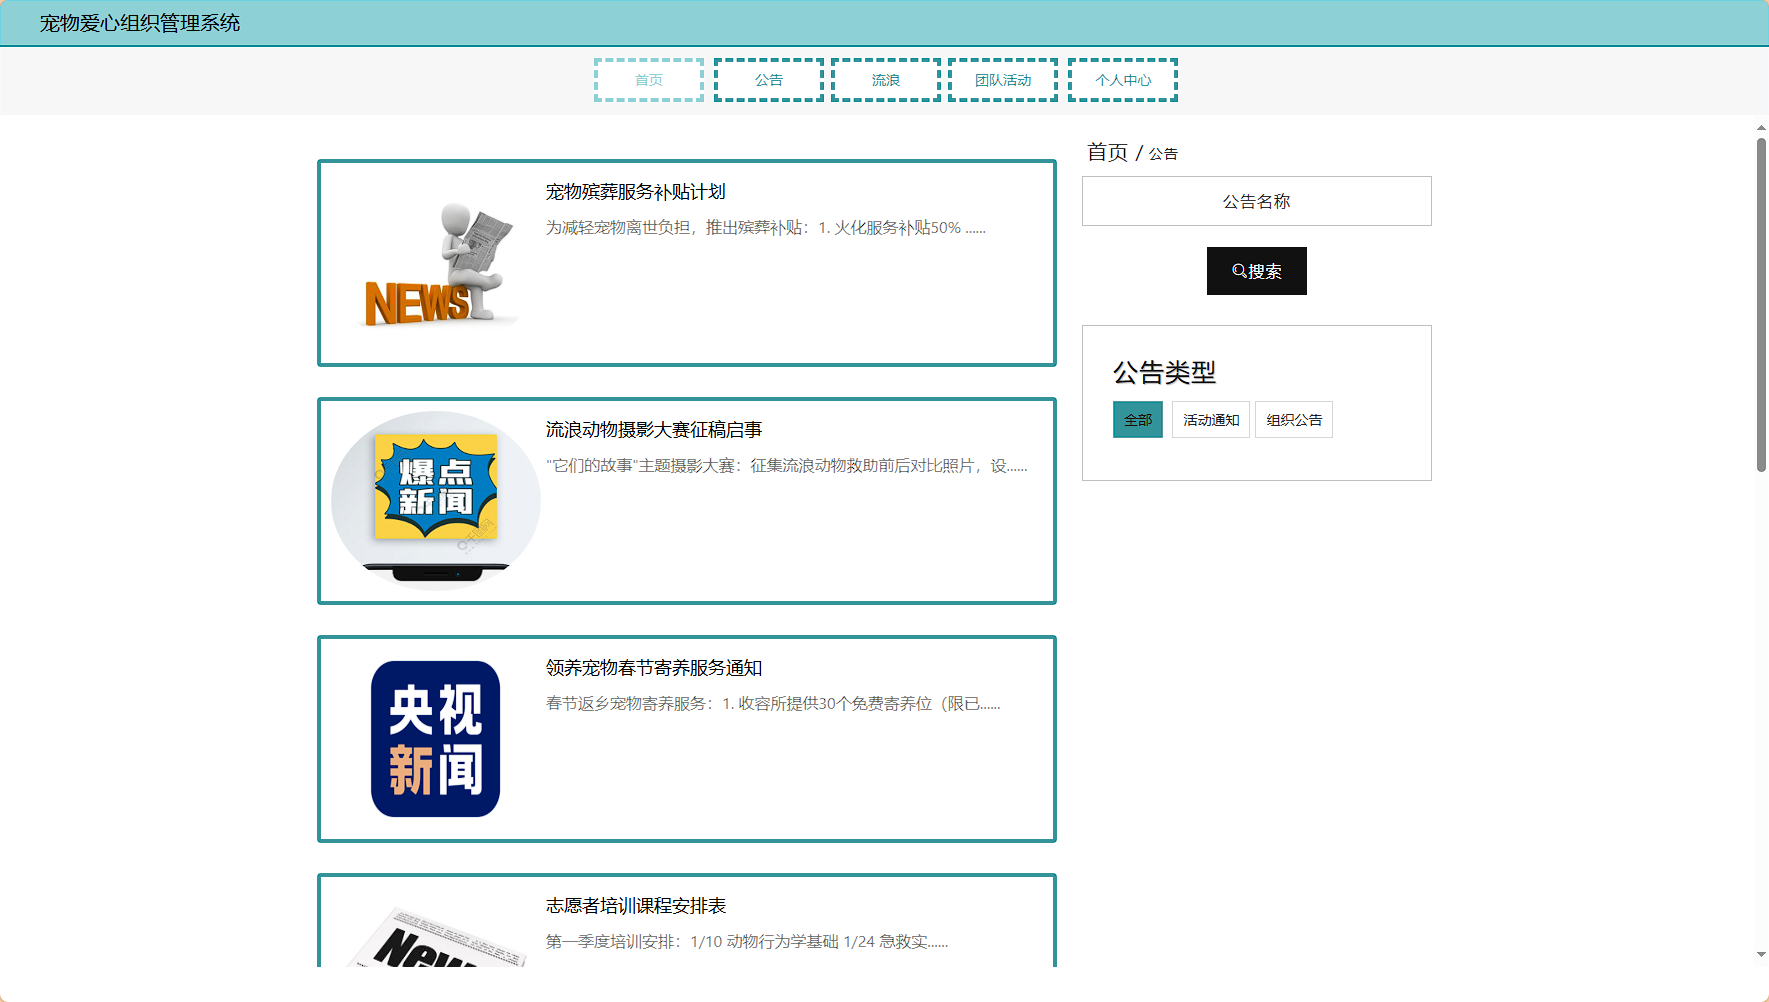 宠物爱心组织管理系统
首页
公告
流浪
团队活动
个人中心
宠物殡葬服务补贴计划
为减轻宠物离世负担，推出殡葬补贴：1. 火化服务补贴50% ......
NEWS
流浪动物摄影大赛征稿启事
"它们的故事"主题摄影大赛：征集流浪动物救助前后对比照片，设......
爆点
新闻
领养宠物春节寄养服务通知
春节返乡宠物寄养服务：1. 收容所提供30个免费寄养位（限已......
央视
新闻
志愿者培训课程安排表
第一季度培训安排：1/10 动物行为学基础 1/24 急救实......
首页 / 公告
公告名称
搜索
公告类型
全部
活动通知
组织公告